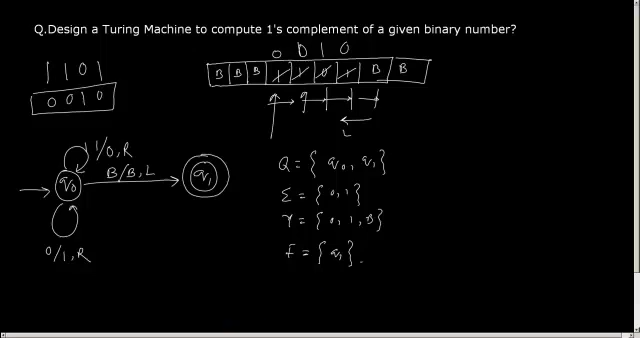 Q.Design a Turing Machine to compute 1's complement of a given binary number?
0 0 1 0
1 1 0 1
B B B 1 1 0 1 B B
0 0 1 0
L
1/0, R
B/B, L
q0
q1
0/1, R
Q = { q0, q1 }
Σ = { 0, 1 }
γ = { 0, 1, B }
F = { q1 }.